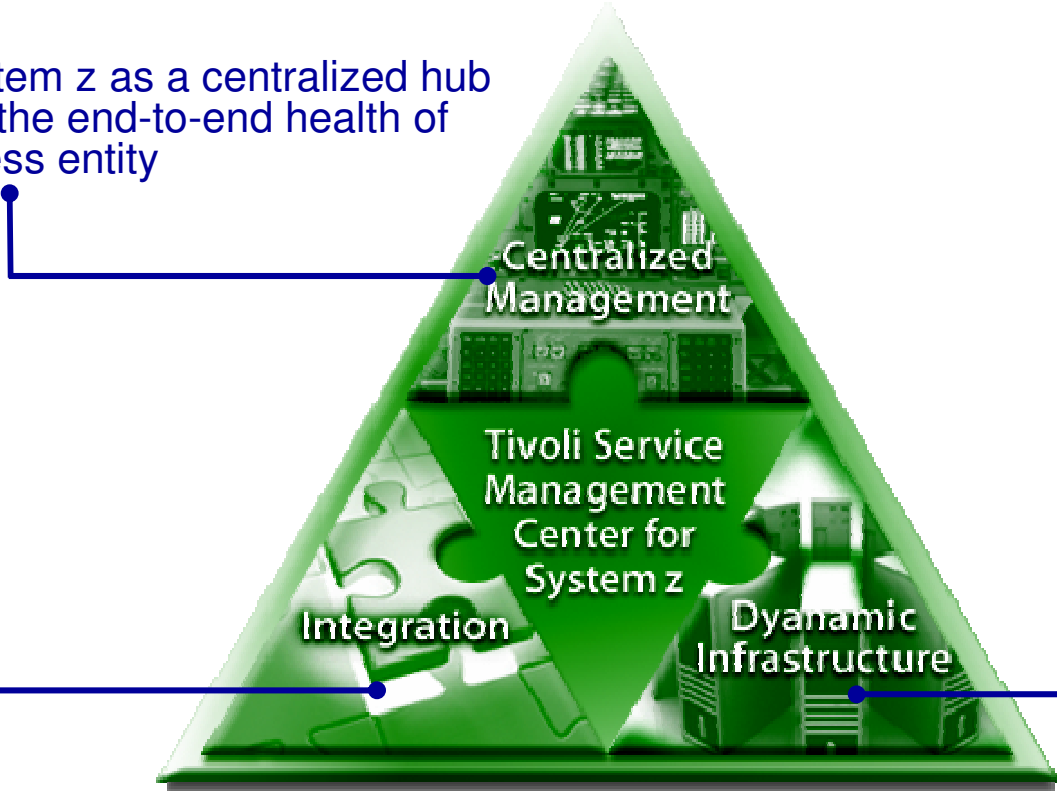 tem z as a centralized hub
the end-to-end health of
ess entity
Centralized
Management
Tivoli Service
Management
Center for
System z
Integration
Dyanamic
Infrastructure